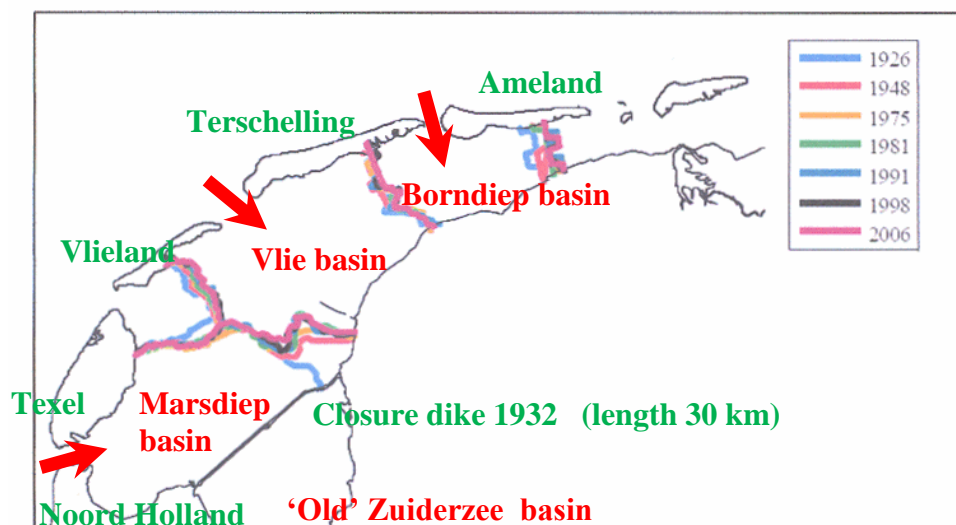 Ameland
Terschelling
Borndiep basin
Vlieland
Vlie basin
Texel
Marsdiep
basin
Closure dike 1932 (length 30 km)
Noord Holland
‘Old’ Zuiderzee basin
1926
1948
1975
1981
1991
1998
2006